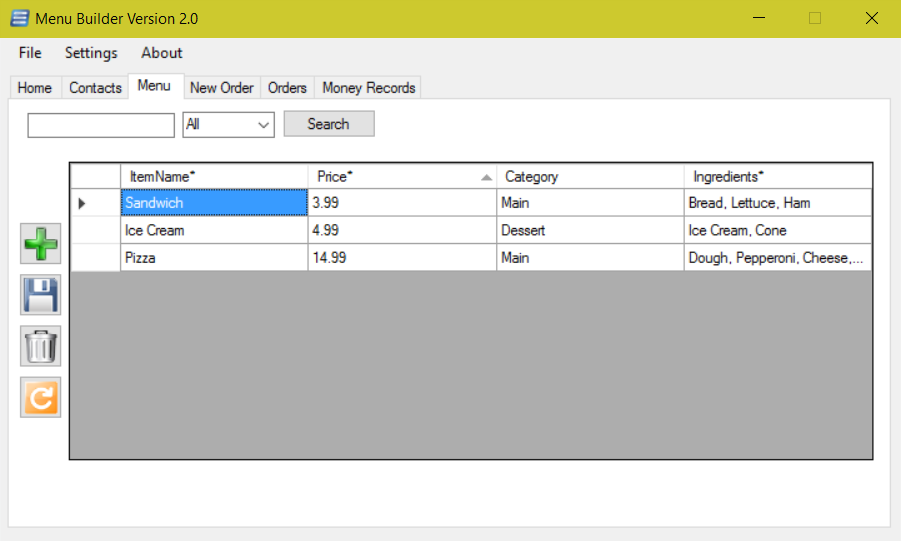 Menu Builder Version 2.0
File Settings About
Home Contacts Menu New Order Orders Money Records
All Search
ItemName* Price* Category Ingredients*
Sandwich 3.99 Main Bread, Lettuce, Ham
Ice Cream 4.99 Dessert Ice Cream, Cone
Pizza 14.99 Main Dough, Pepperoni, Cheese,...